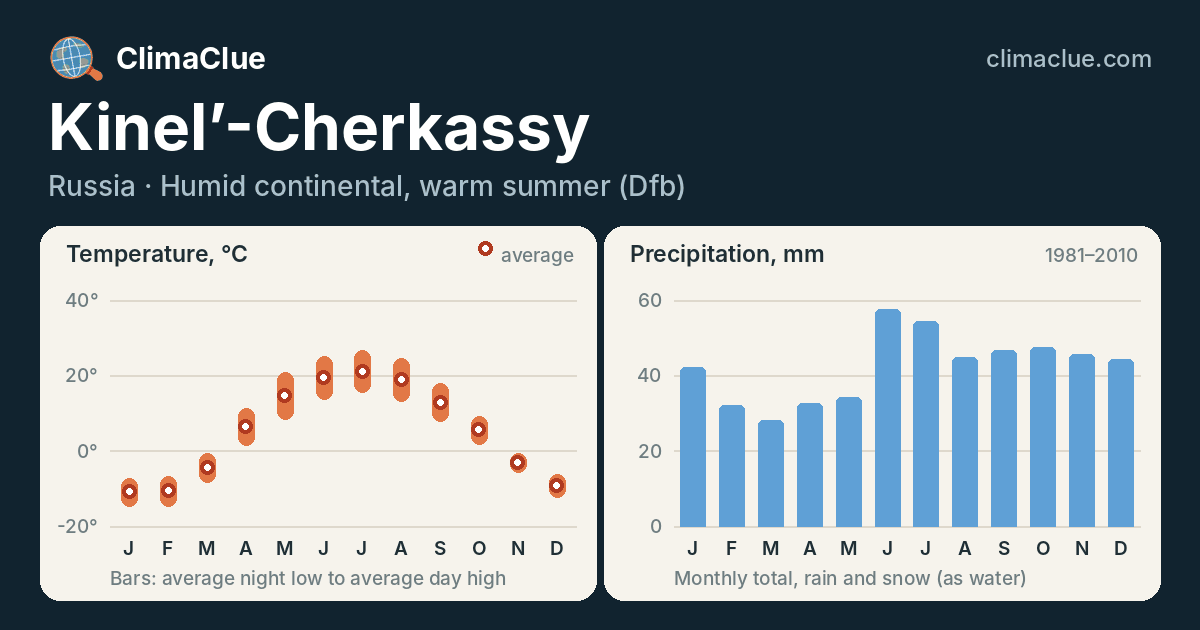 ClimaClue
climaclue.com
Kinel’-Cherkassy
Russia · Humid continental, warm summer (Dfb)
Temperature, °C
average
40°
20°
0°
-20°
J F M A M J J A S O N D
Bars: average night low to average day high
Precipitation, mm
1981–2010
60
40
20
0
J F M A M J J A S O N D
Monthly total, rain and snow (as water)